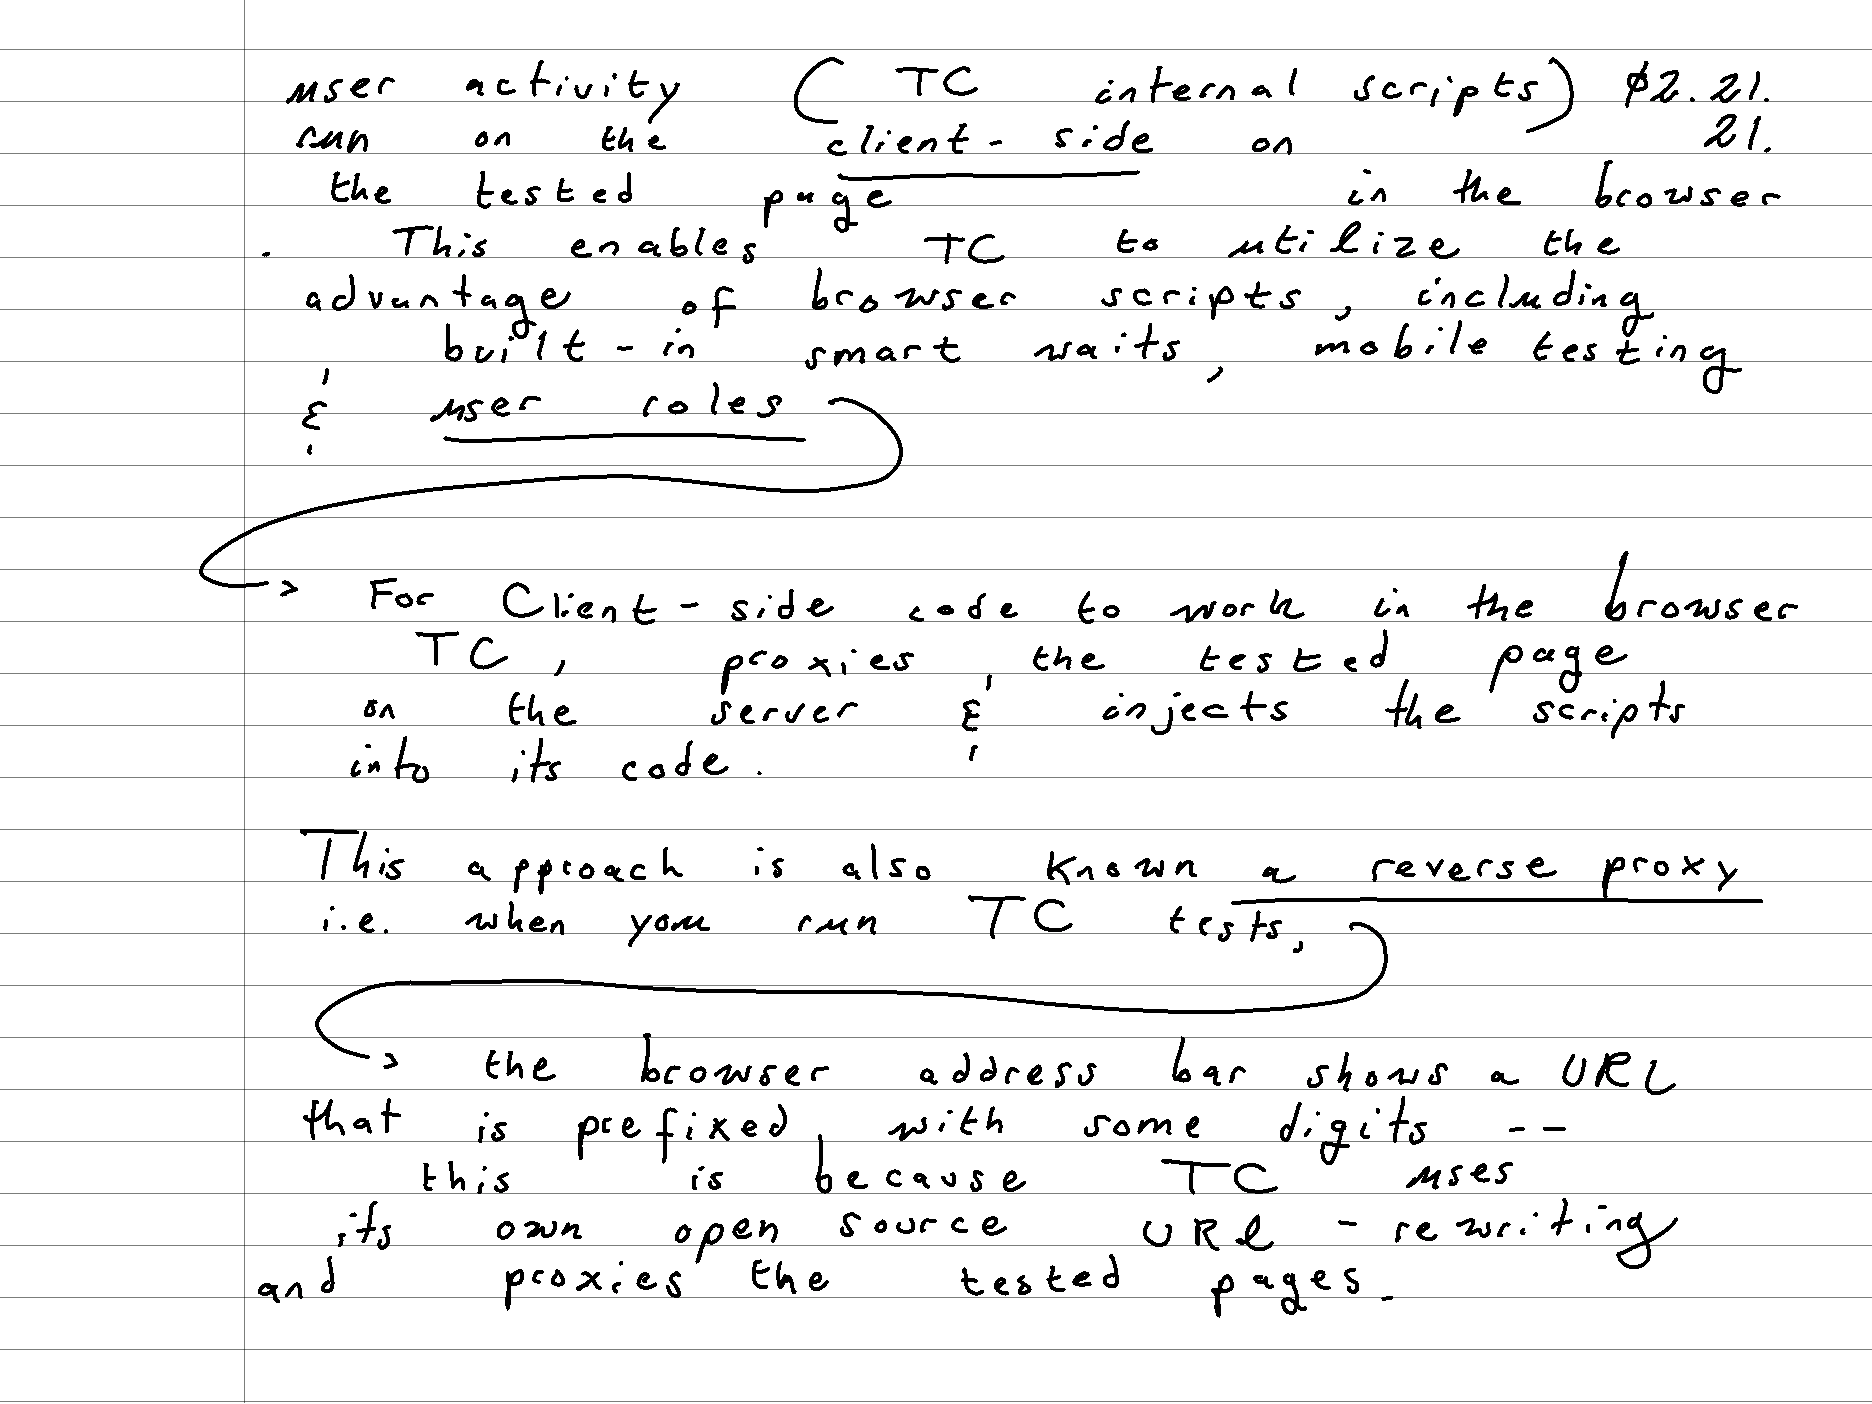 user activity (TC internal scripts) $2.21.
21.
run on the client-side on
the tested page in the browser
. This enables TC to utilize the
advantage of browser scripts, including
built-in smart waits, mobile testing
& user roles
> For Client-side code to work in the browser
TC, proxies the tested page
on the server & injects the scripts
into its code.
This approach is also known a reverse proxy
i.e. when you run TC tests,
> the browser address bar shows a URL
that is prefixed, with some digits --
this is because TC uses
its own open source URL-rewriting
and proxies the tested pages.